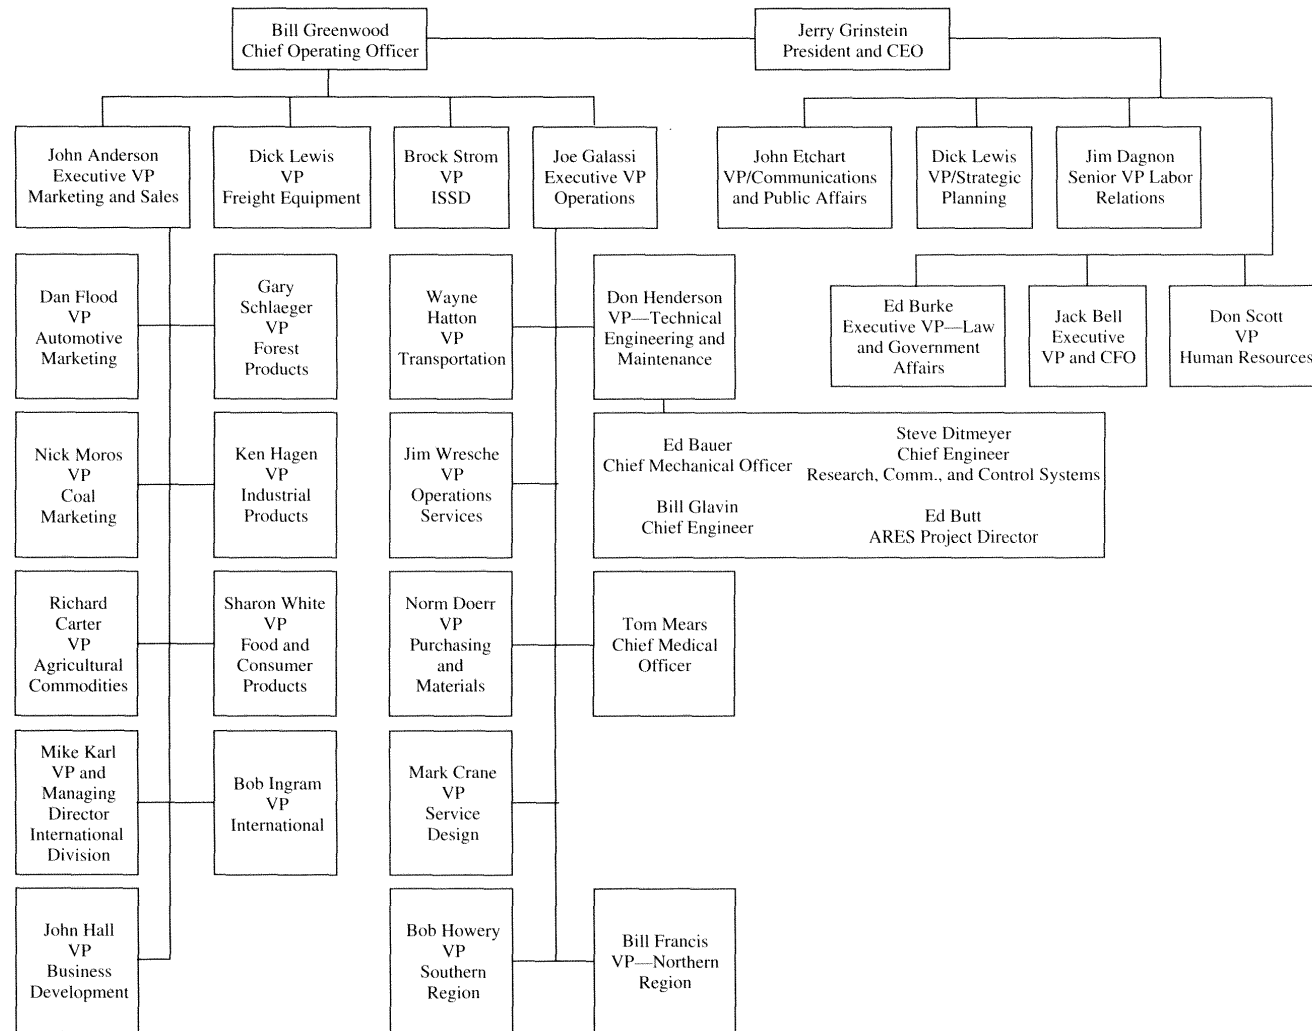 Bill Greenwood
Chief Operating Officer
Jerry Grinstein
President and CEO
John Anderson
Executive VP
Marketing and Sales
Dick Lewis
VP
Freight Equipment
Brock Strom
VP
ISSD
Joe Galassi
Executive VP
Operations
John Etchart
VP/Communications
and Public Affairs
Dick Lewis
VP/Strategic
Planning
Jim Dagnon
Senior VP Labor
Relations
Dan Flood
VP
Automotive
Marketing
Gary
Schlaeger
VP
Forest
Products
Wayne
Hatton
VP
Transportation
Don Henderson
VP—Technical
Engineering and
Maintenance
Ed Burke
Executive VP—Law
and Government
Affairs
Jack Bell
Executive
VP and CFO
Don Scott
VP
Human Resources
Nick Moros
VP
Coal
Marketing
Ken Hagen
VP
Industrial
Products
Jim Wresche
VP
Operations
Services
Ed Bauer
Chief Mechanical Officer
Bill Glavin
Chief Engineer
Steve Ditmeyer
Chief Engineer
Research, Comm., and Control Systems
Ed Butt
ARES Project Director
Richard
Carter
VP
Agricultural
Commodities
Sharon White
VP
Food and
Consumer
Products
Norm Doerr
VP
Purchasing
and
Materials
Tom Mears
Chief Medical
Officer
Mike Karl
VP and
Managing
Director
International
Division
Bob Ingram
VP
International
Mark Crane
VP
Service
Design
John Hall
VP
Business
Development
Bob Howery
VP
Southern
Region
Bill Francis
VP—Northern
Region